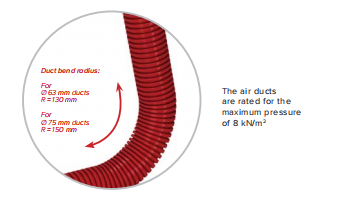 Duct bend radius:
For
Ø 63 mm ducts
R =130 mm
For
Ø 75 mm ducts
R =150 mm
The air ducts
are rated for the
maximum pressure
of 8 kN/m²